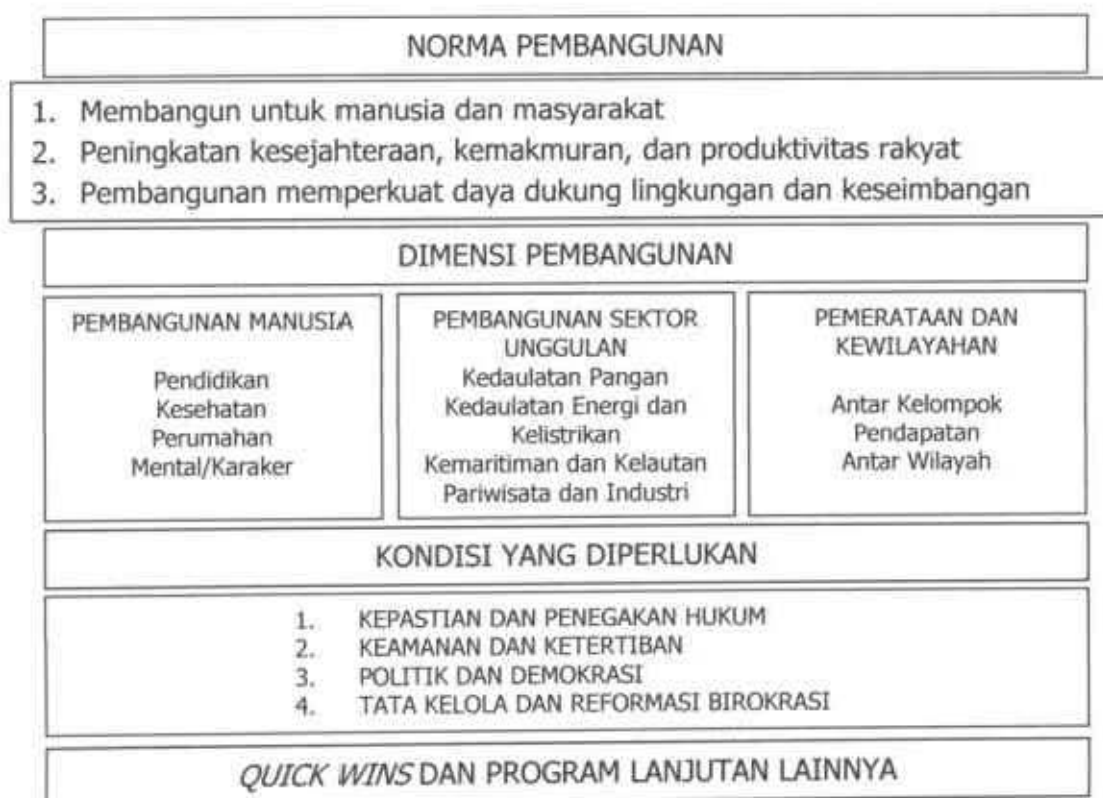 NORMA PEMBANGUNAN
1. Membangun untuk manusia dan masyarakat
2. Peningkatan kesejahteraan, kemakmuran, dan produktivitas rakyat
3. Pembangunan memperkuat daya dukung lingkungan dan keseimbangan
DIMENSI PEMBANGUNAN
PEMBANGUNAN MANUSIA
Pendidikan
Kesehatan
Perumahan
Mental/Karaker
PEMBANGUNAN SEKTOR
UNGGULAN
Kedaulatan Pangan
Kedaulatan Energi dan
Kelistrikan
Kemaritiman dan Kelautan
Pariwisata dan Industri
PEMERATAAN DAN
KEWILAYAHAN
Antar Kelompok
Pendapatan
Antar Wilayah
KONDISI YANG DIPERLUKAN
1. KEPASTIAN DAN PENEGAKAN HUKUM
2. KEAMANAN DAN KETERTIBAN
3. POLITIK DAN DEMOKRASI
4. TATA KELOLA DAN REFORMASI BIROKRASI
QUICK WINS DAN PROGRAM LANJUTAN LAINNYA